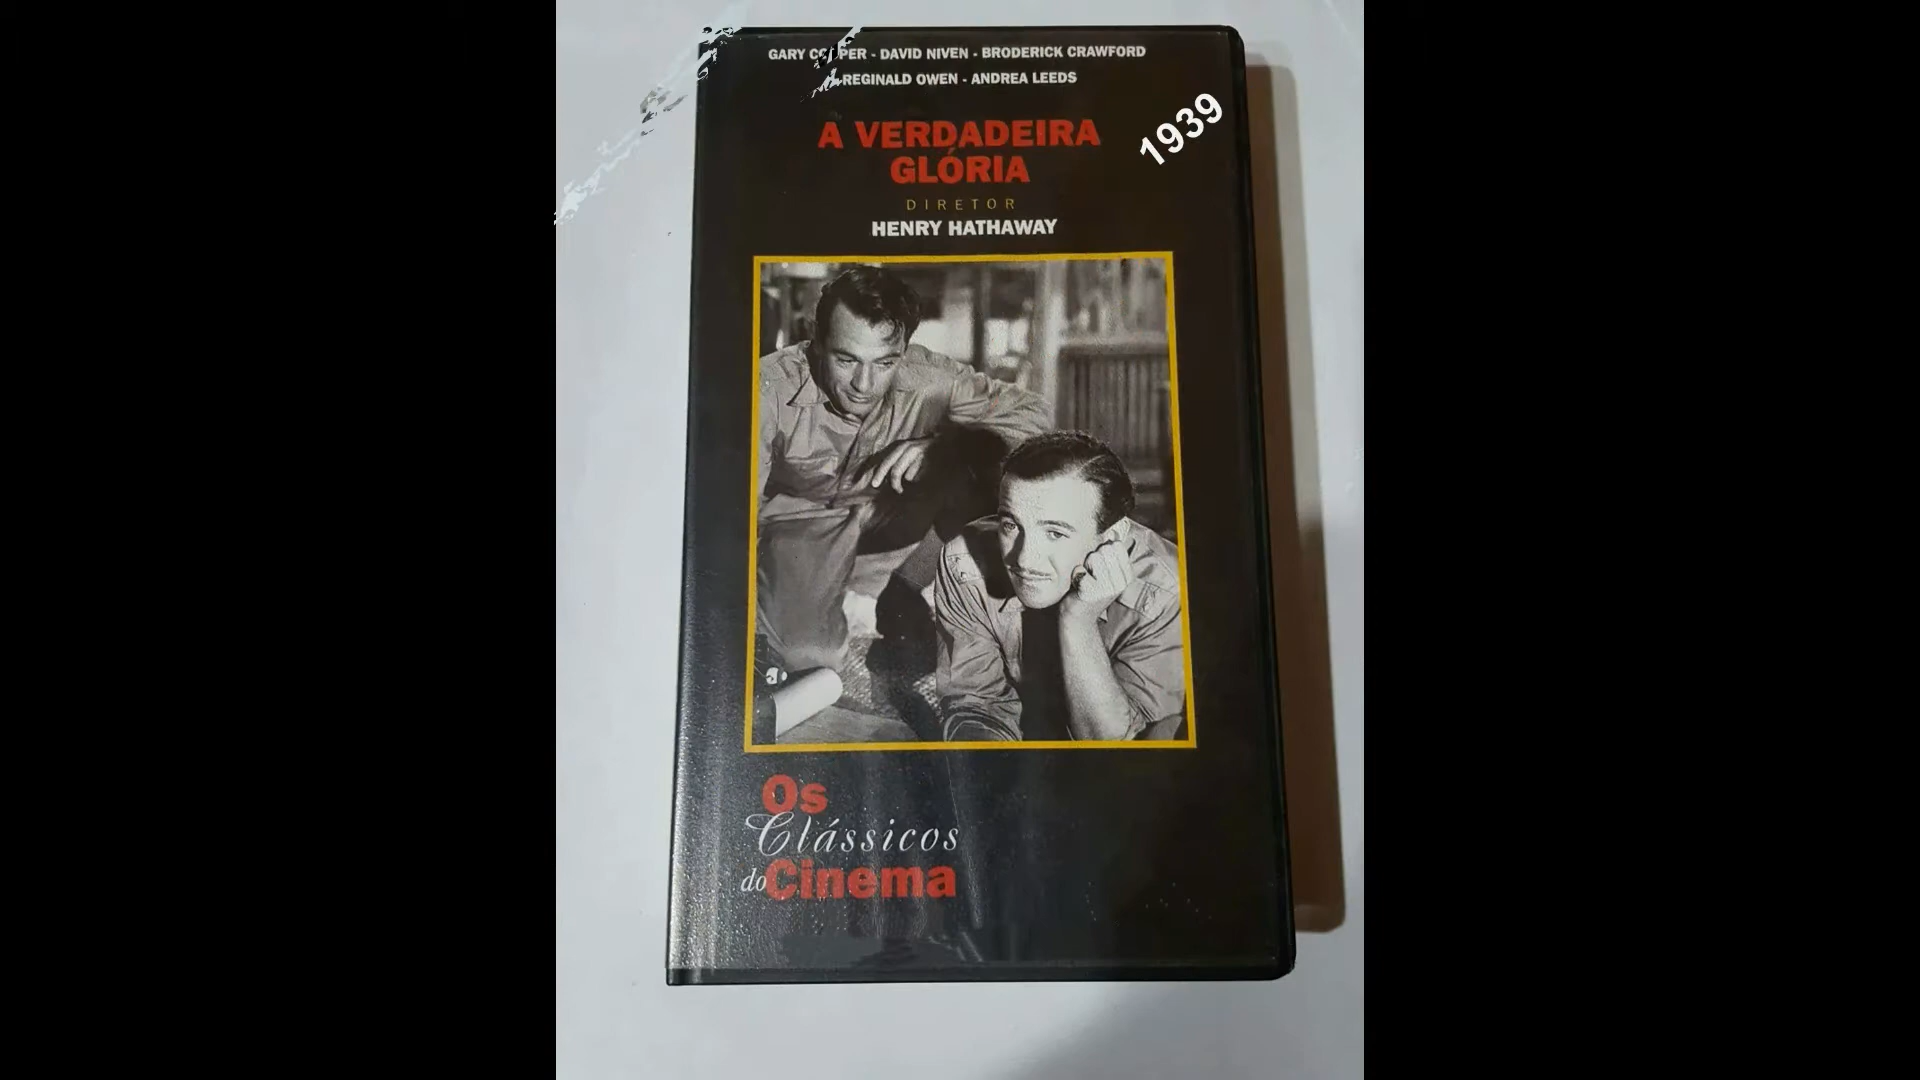 GARY COOPER - DAVID NIVEN - BRODERICK CRAWFORD
REGINALD OWEN - ANDREA LEEDS
1939
A VERDADEIRA
GLÓRIA
DIRETOR
HENRY HATHAWAY
Os
Clássicos
do Cinema